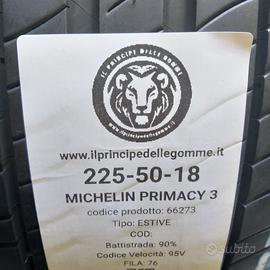 IL PRINCIPE DELLE GOMME
www.ilprincipedellegomme.it
www.ilprincipedellegomme.it
225-50-18
MICHELIN PRIMACY 3
codice prodotto: 66273
Tipo: ESTIVE
COD:
Battistrada: 90%
Codice Velocità: 95V
FILA: 76
subito